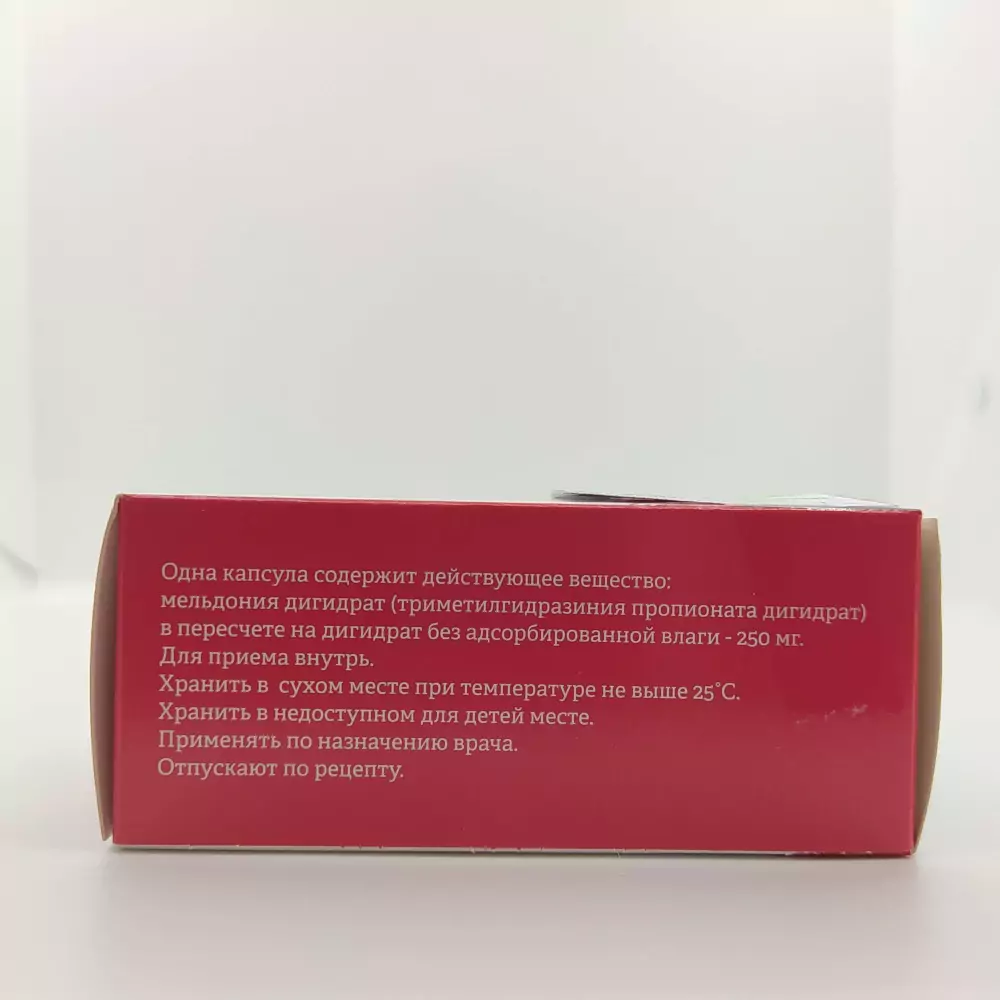 Одна капсула содержит действующее вещество:
мельдония дигидрат (триметилгидразиния пропионата дигидрат)
в пересчете на дигидрат без адсорбированной влаги - 250 мг.
Для приема внутрь.
Хранить в сухом месте при температуре не выше 25°C.
Хранить в недоступном для детей месте.
Применять по назначению врача.
Отпускают по рецепту.